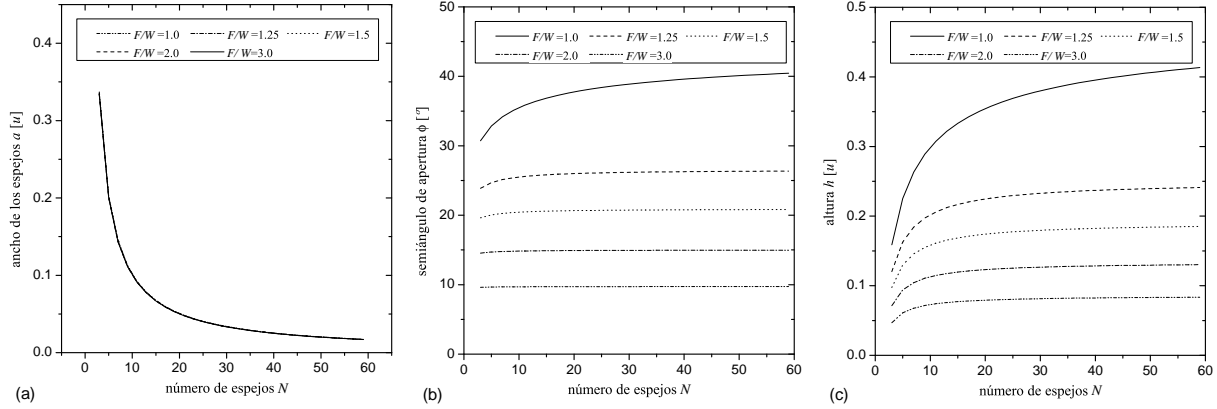 F/W=1.0 F/W=1.25 F/W=1.5
F/W=2.0 F/W=3.0
ancho de los espejos a [u]
0.4
0.3
0.2
0.1
0.0
0 10 20 30 40 50 60
número de espejos N
(a)
F/W=1.0 F/W=1.25 F/W=1.5
F/W=2.0 F/W=3.0
semiángulo de apertura ϕ [º]
50
40
30
20
15
10
0
0 10 20 30 40 50 60
número de espejos N
(b)
F/W=1.0 F/W=1.25 F/W=1.5
F/W=2.0 F/W=3.0
altura h [u]
0.5
0.4
0.3
0.2
0.1
0.0
0 10 20 30 40 50 60
número de espejos N
(c)